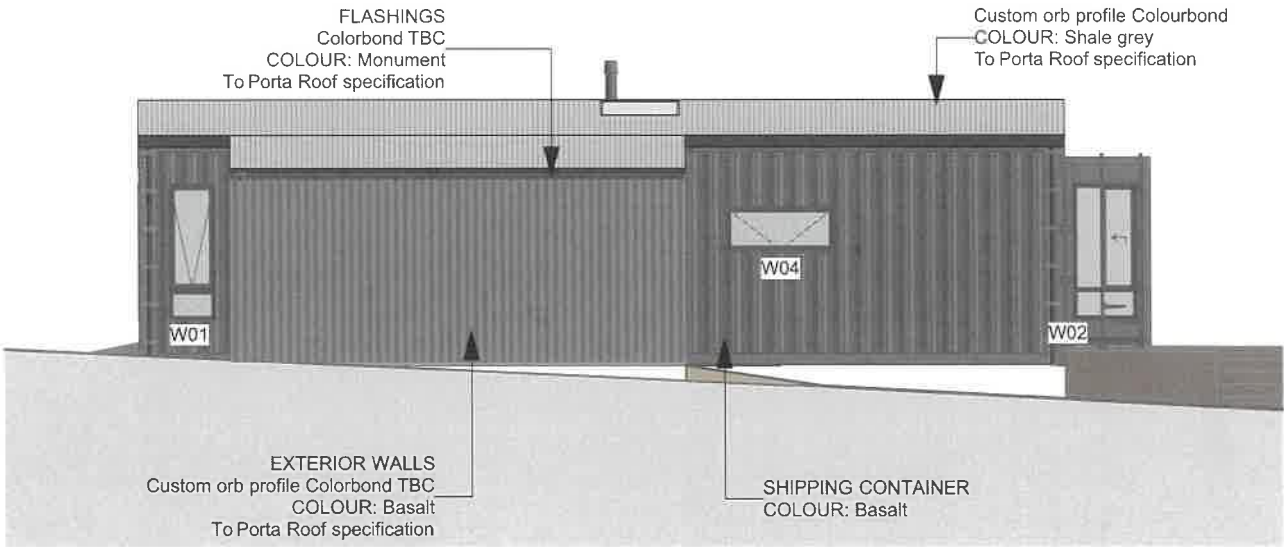 FLASHINGS
Colorbond TBC
COLOUR: Monument
To Porta Roof specification
Custom orb profile Colourbond
COLOUR: Shale grey
To Porta Roof specification
W04
W01
W02
EXTERIOR WALLS
Custom orb profile Colorbond TBC
COLOUR: Basalt
To Porta Roof specification
SHIPPING CONTAINER
COLOUR: Basalt